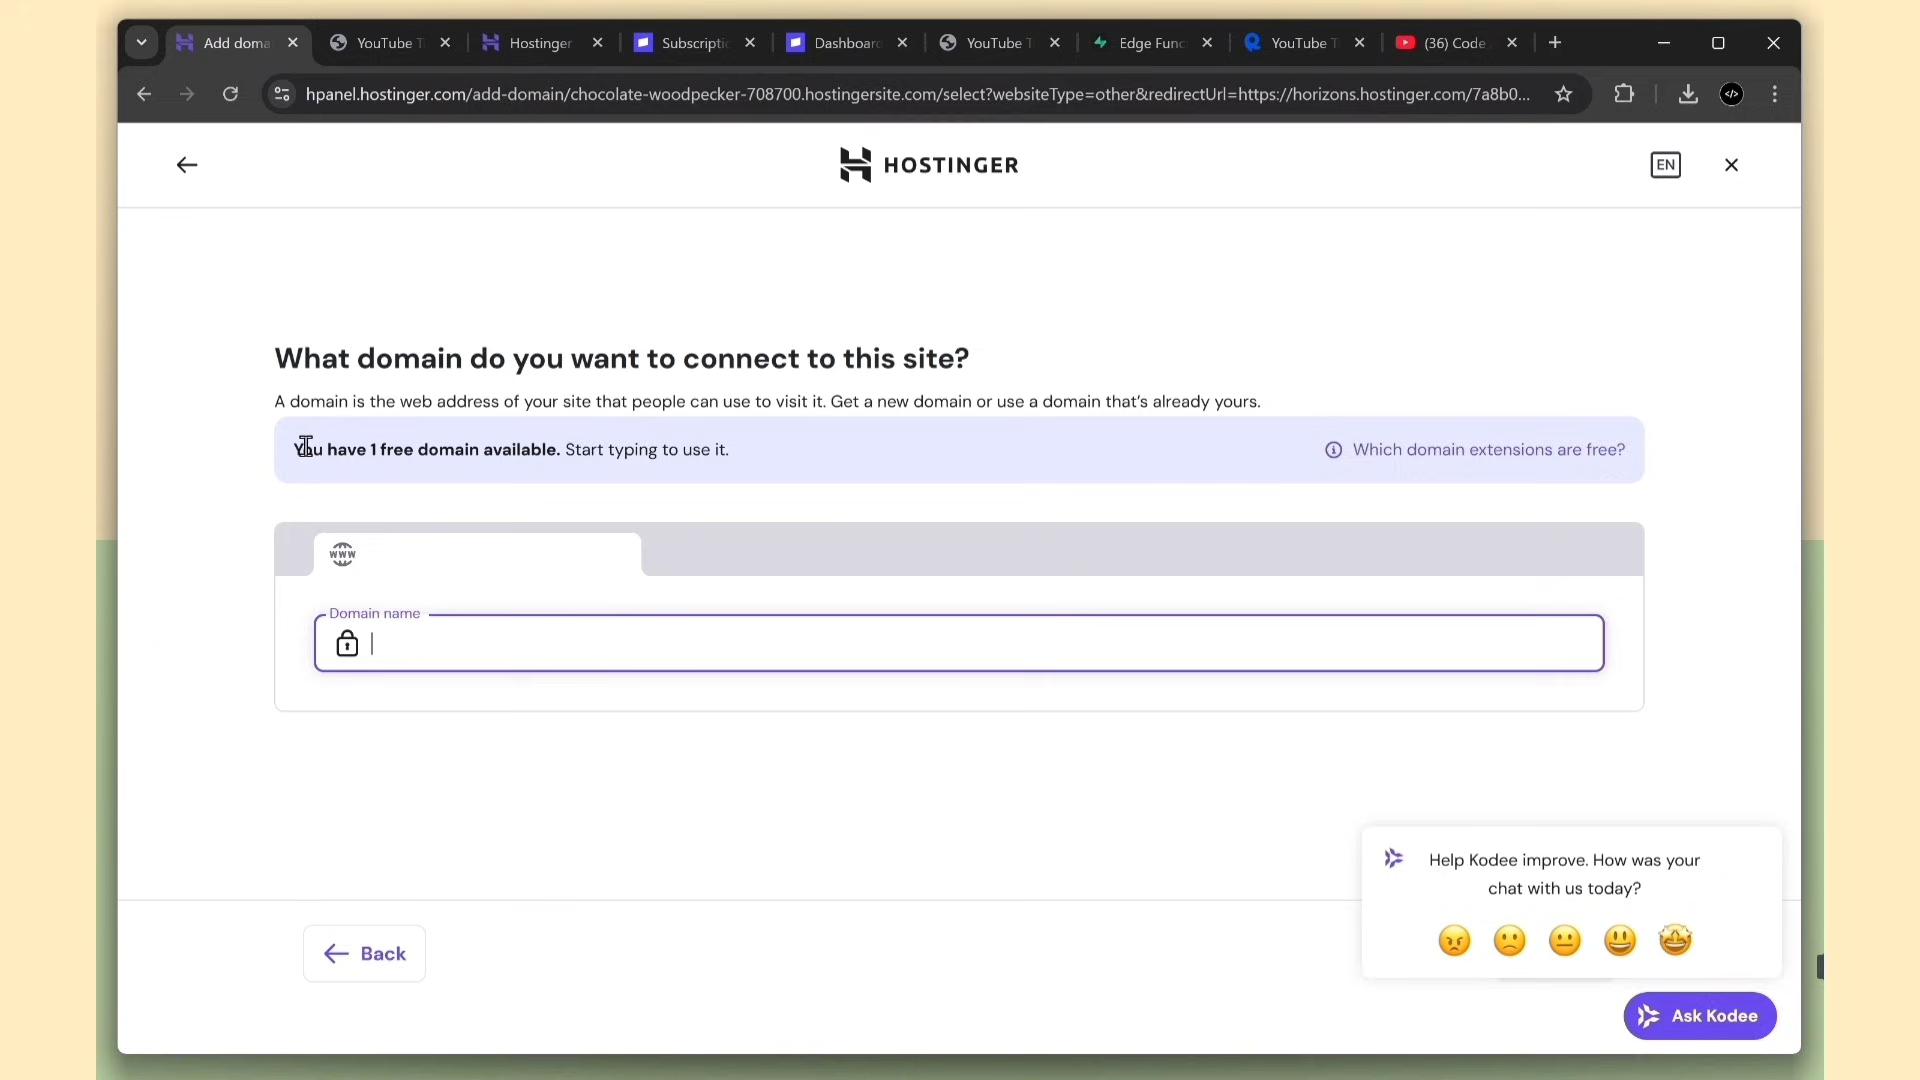 Add doma
YouTube T
Hostinger
Subscriptic
Dashboard
YouTube T
Edge Func
YouTube T
(36) Code
hpanel.hostinger.com/add-domain/chocolate-woodpecker-708700.hostingersite.com/select?websiteType=other&redirectUrl=https://horizons.hostinger.com/7a8b0...
HOSTINGER
EN
What domain do you want to connect to this site?
A domain is the web address of your site that people can use to visit it. Get a new domain or use a domain that's already yours.
You have 1 free domain available. Start typing to use it.
Which domain extensions are free?
www
Domain name
Help Kodee improve. How was your
chat with us today?
Back
Ask Kodee